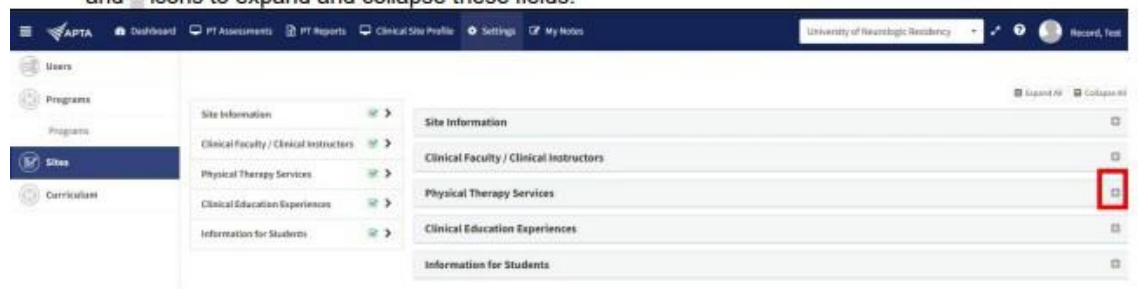 and icons to expand and collapse these fields.
APTA Dashboard PT Assessments PT Reports Clinical Site Profile Settings My Notes University of Neurologic Residency Record, Test
Users
Programs
Programs
Sites
Curriculum
Expand All Collapse All
Site Information
Clinical Faculty / Clinical Instructors
Physical Therapy Services
Clinical Education Experiences
Information for Students
Site Information
Clinical Faculty / Clinical Instructors
Physical Therapy Services
Clinical Education Experiences
Information for Students